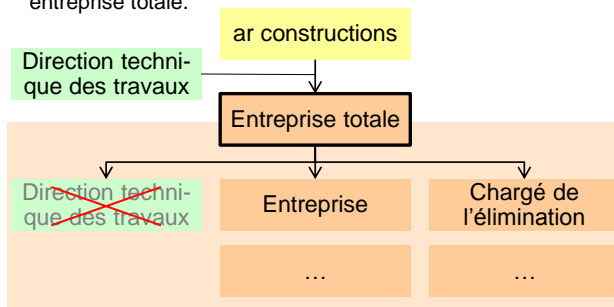 entreprise totale.
ar constructions
Direction techni-
que des travaux
Entreprise totale
Direction techni-
que des travaux
Entreprise
Chargé de
l'élimination
…
…